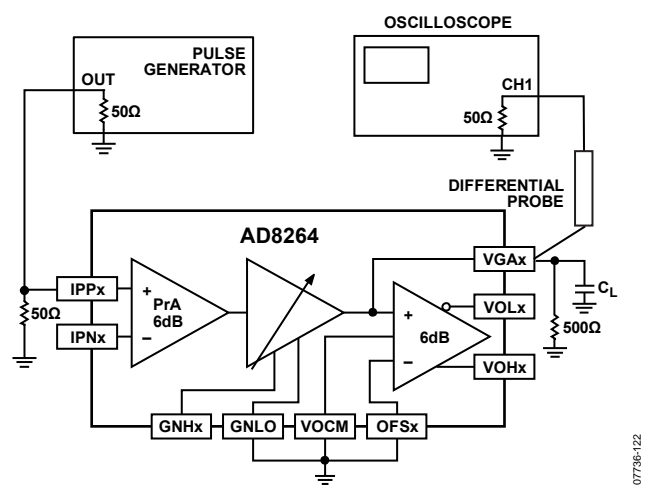 OSCILLOSCOPE
PULSE
GENERATOR
OUT
50Ω
CH1
50Ω
DIFFERENTIAL
PROBE
AD8264
VGAx
IPPx
+
PrA
6dB
–
CL
50Ω
IPNx
+
6dB
–
VOLx
500Ω
VOHx
GNHx
GNLO
VOCM
OFSx
07736-122